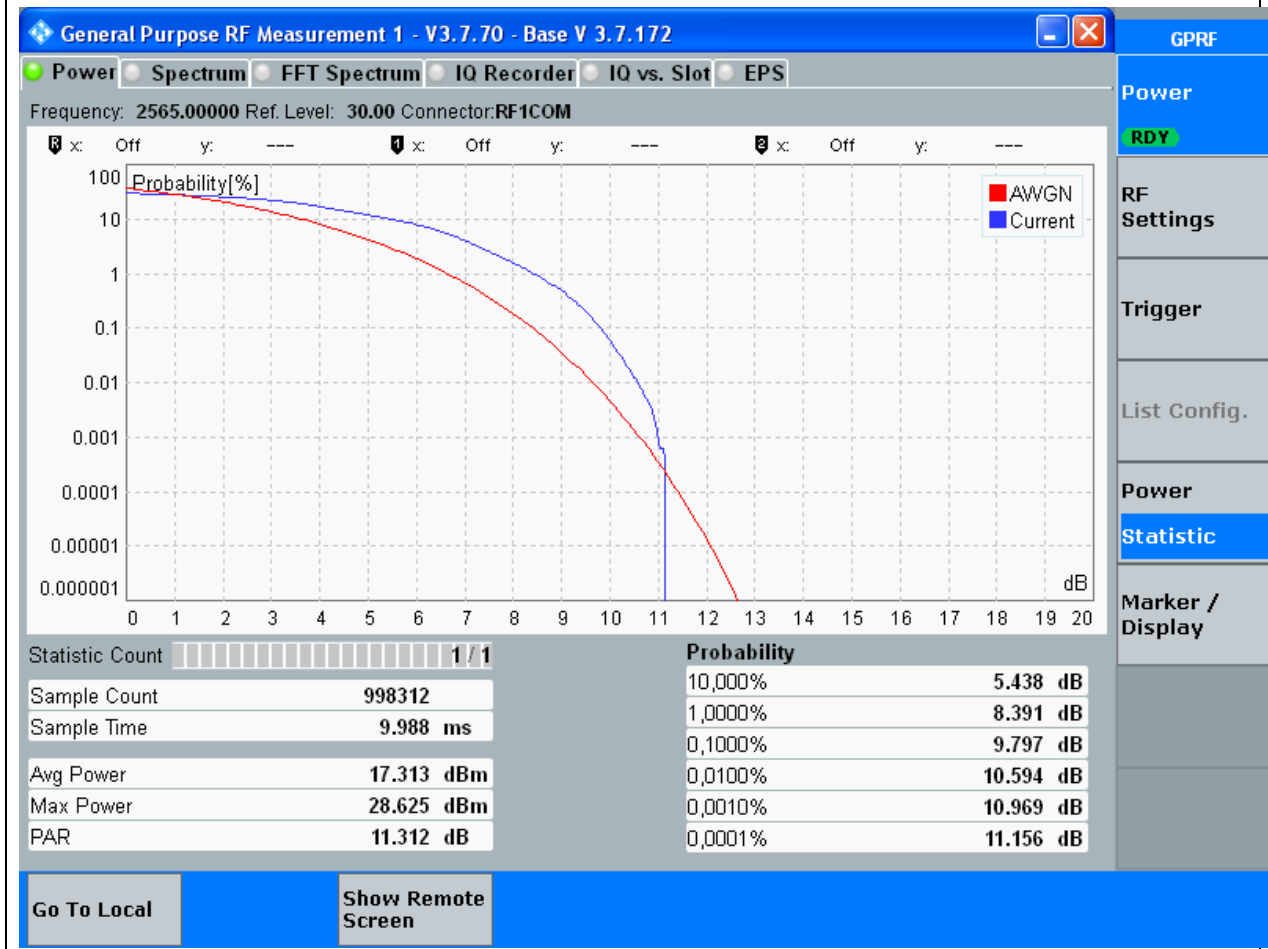 General Purpose RF Measurement 1 - V3.7.70 - Base V 3.7.172
GPRF
Power Spectrum FFT Spectrum IQ Recorder IQ vs. Slot EPS
Frequency: 2565.00000 Ref. Level: 30.00 Connector:RF1COM
R x: Off y: --- 1 x: Off y: --- 2 x: Off y: ---
Probability[%]
AWGN
Current
100
10
1
0.1
0.01
0.001
0.0001
0.00001
0.000001
dB
0 1 2 3 4 5 6 7 8 9 10 11 12 13 14 15 16 17 18 19 20
Statistic Count 1 / 1
Sample Count 998312
Sample Time 9.988 ms
Avg Power 17.313 dBm
Max Power 28.625 dBm
PAR 11.312 dB
Probability
10,000% 5.438 dB
1,0000% 8.391 dB
0,1000% 9.797 dB
0,0100% 10.594 dB
0,0010% 10.969 dB
0,0001% 11.156 dB
Power
RDY
RF
Settings
Trigger
List Config.
Power
Statistic
Marker /
Display
Go To Local
Show Remote
Screen